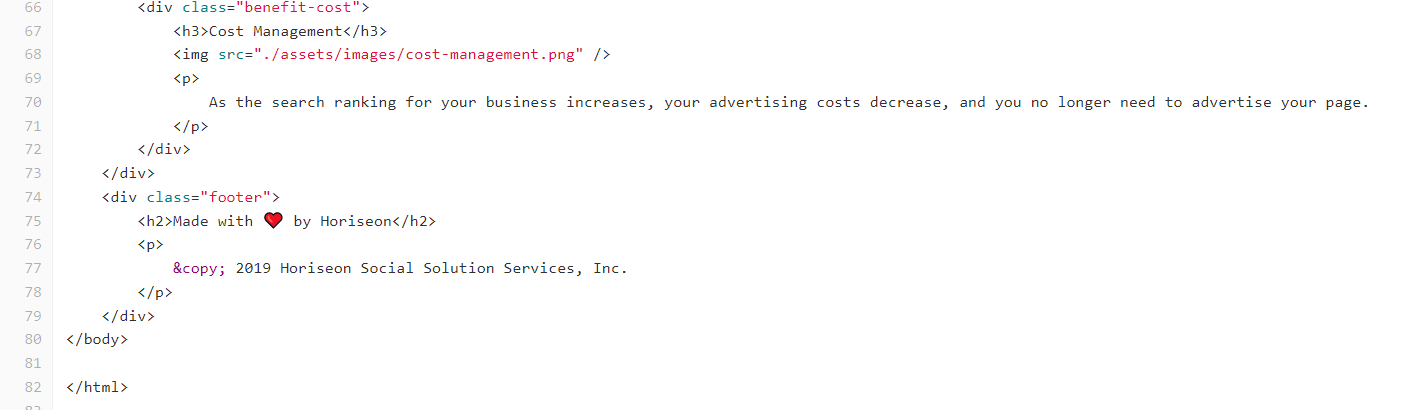 66 <div class="benefit-cost">
67 <h3>Cost Management</h3>
68 <img src="./assets/images/cost-management.png" />
69 <p>
70 As the search ranking for your business increases, your advertising costs decrease, and you no longer need to advertise your page.
71 </p>
72 </div>
73 </div>
74 <div class="footer">
75 <h2>Made with ❤️ by Horiseon</h2>
76 <p>
77 &copy; 2019 Horiseon Social Solution Services, Inc.
78 </p>
79 </div>
80 </body>
81
82 </html>